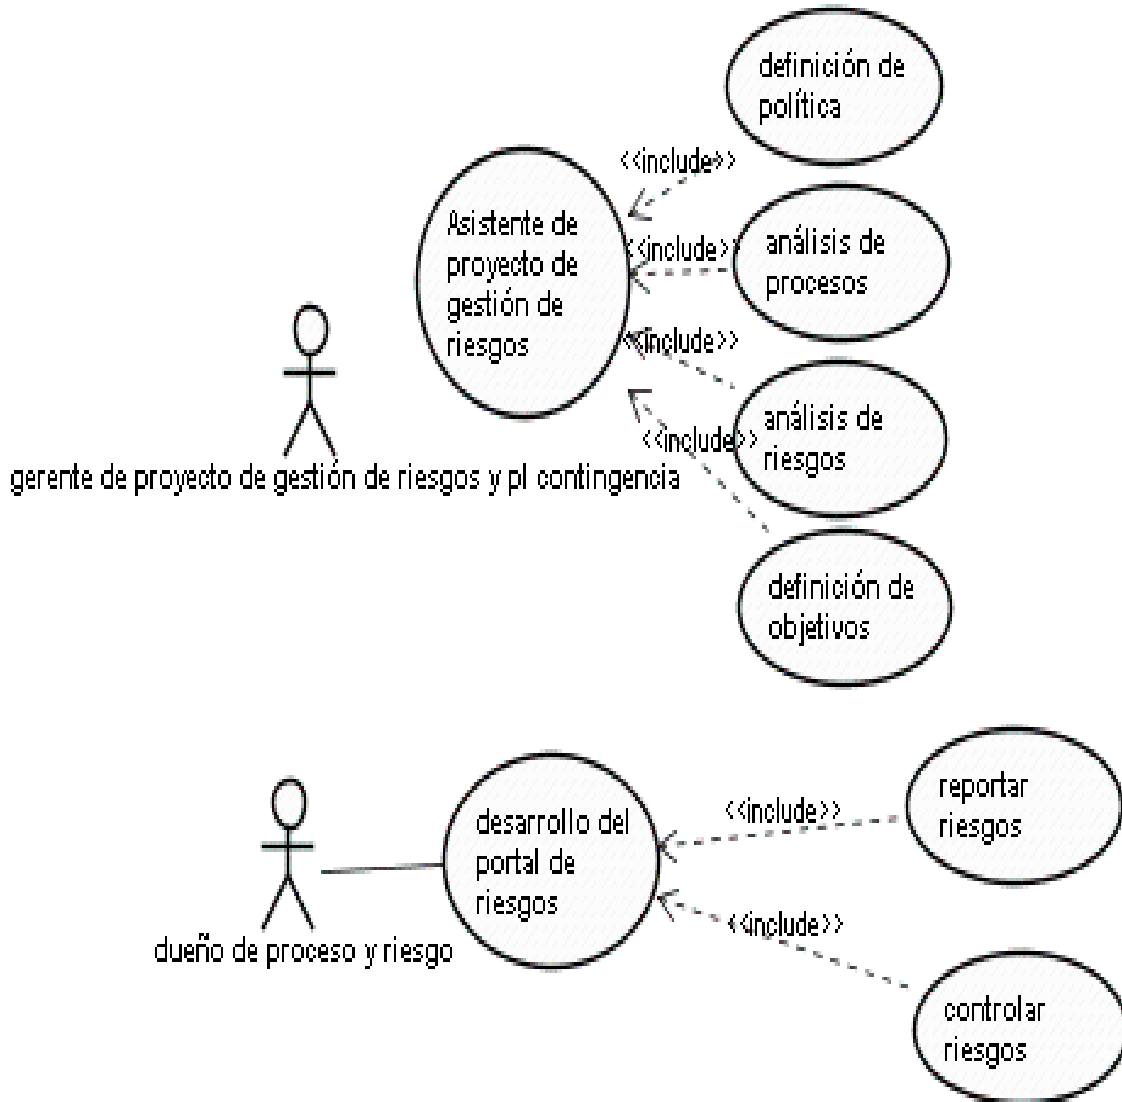 definición de
política
<<include>>
Asistente de
proyecto de
gestión de
riesgos
<<include>>
análisis de
procesos
<<include>>
análisis de
riesgos
<<include>>
gerente de proyecto de gestión de riesgos y pl contingencia
definición de
objetivos
reportar
riesgos
<<include>>
desarrollo del
portal de
riesgos
<<include>>
dueño de proceso y riesgo
controlar
riesgos